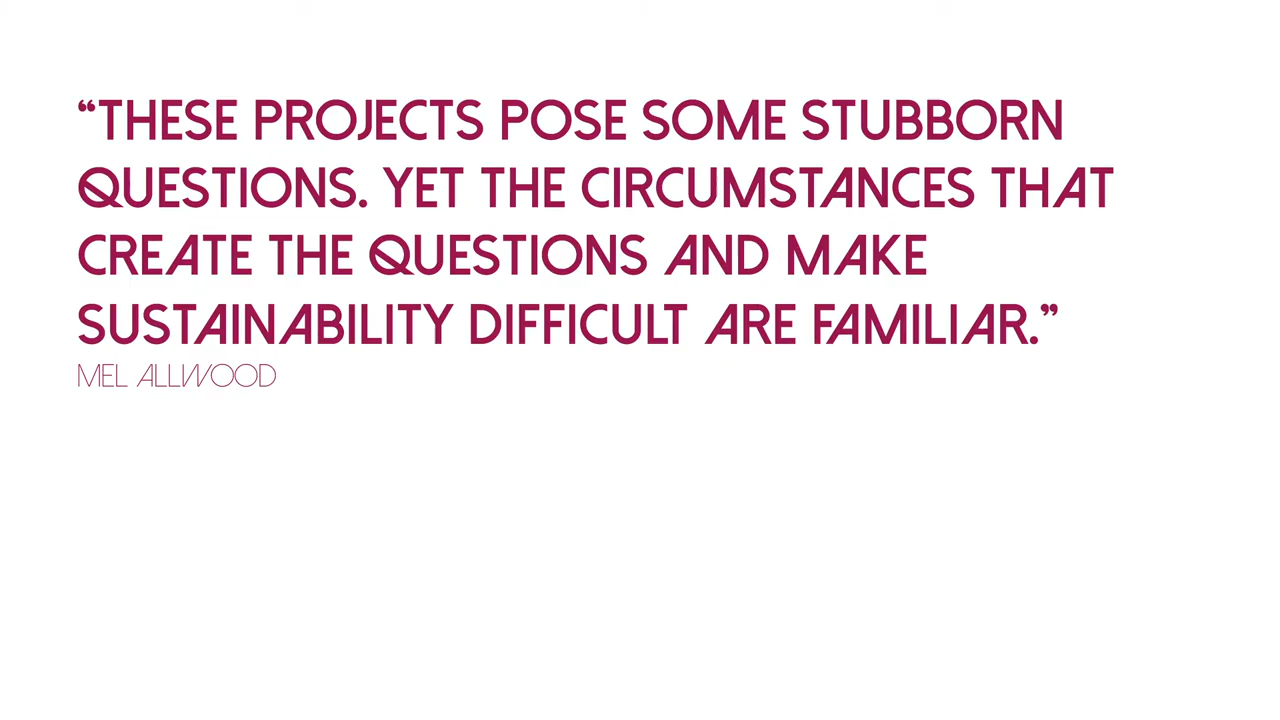 “THESE PROJECTS POSE SOME STUBBORN
QUESTIONS. YET THE CIRCUMSTANCES THAT
CREATE THE QUESTIONS AND MAKE
SUSTAINABILITY DIFFICULT ARE FAMILIAR.”
MEL ALLWOOD